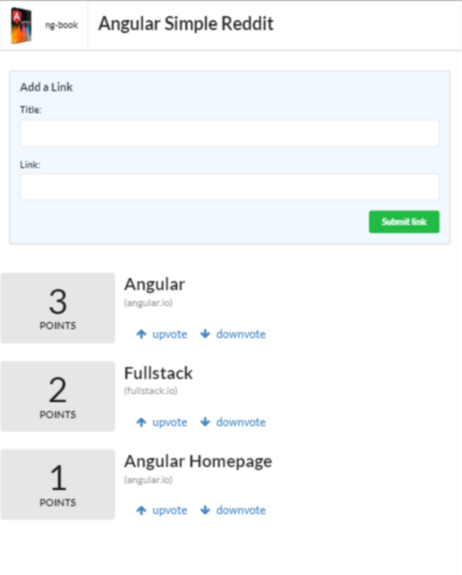 ng-book
Angular Simple Reddit
Add a Link
Title:
Link:
Submit link
3
POINTS
Angular
(angular.io)
upvote downvote
2
POINTS
Fullstack
(fullstack.io)
upvote downvote
1
POINTS
Angular Homepage
(angular.io)
upvote downvote